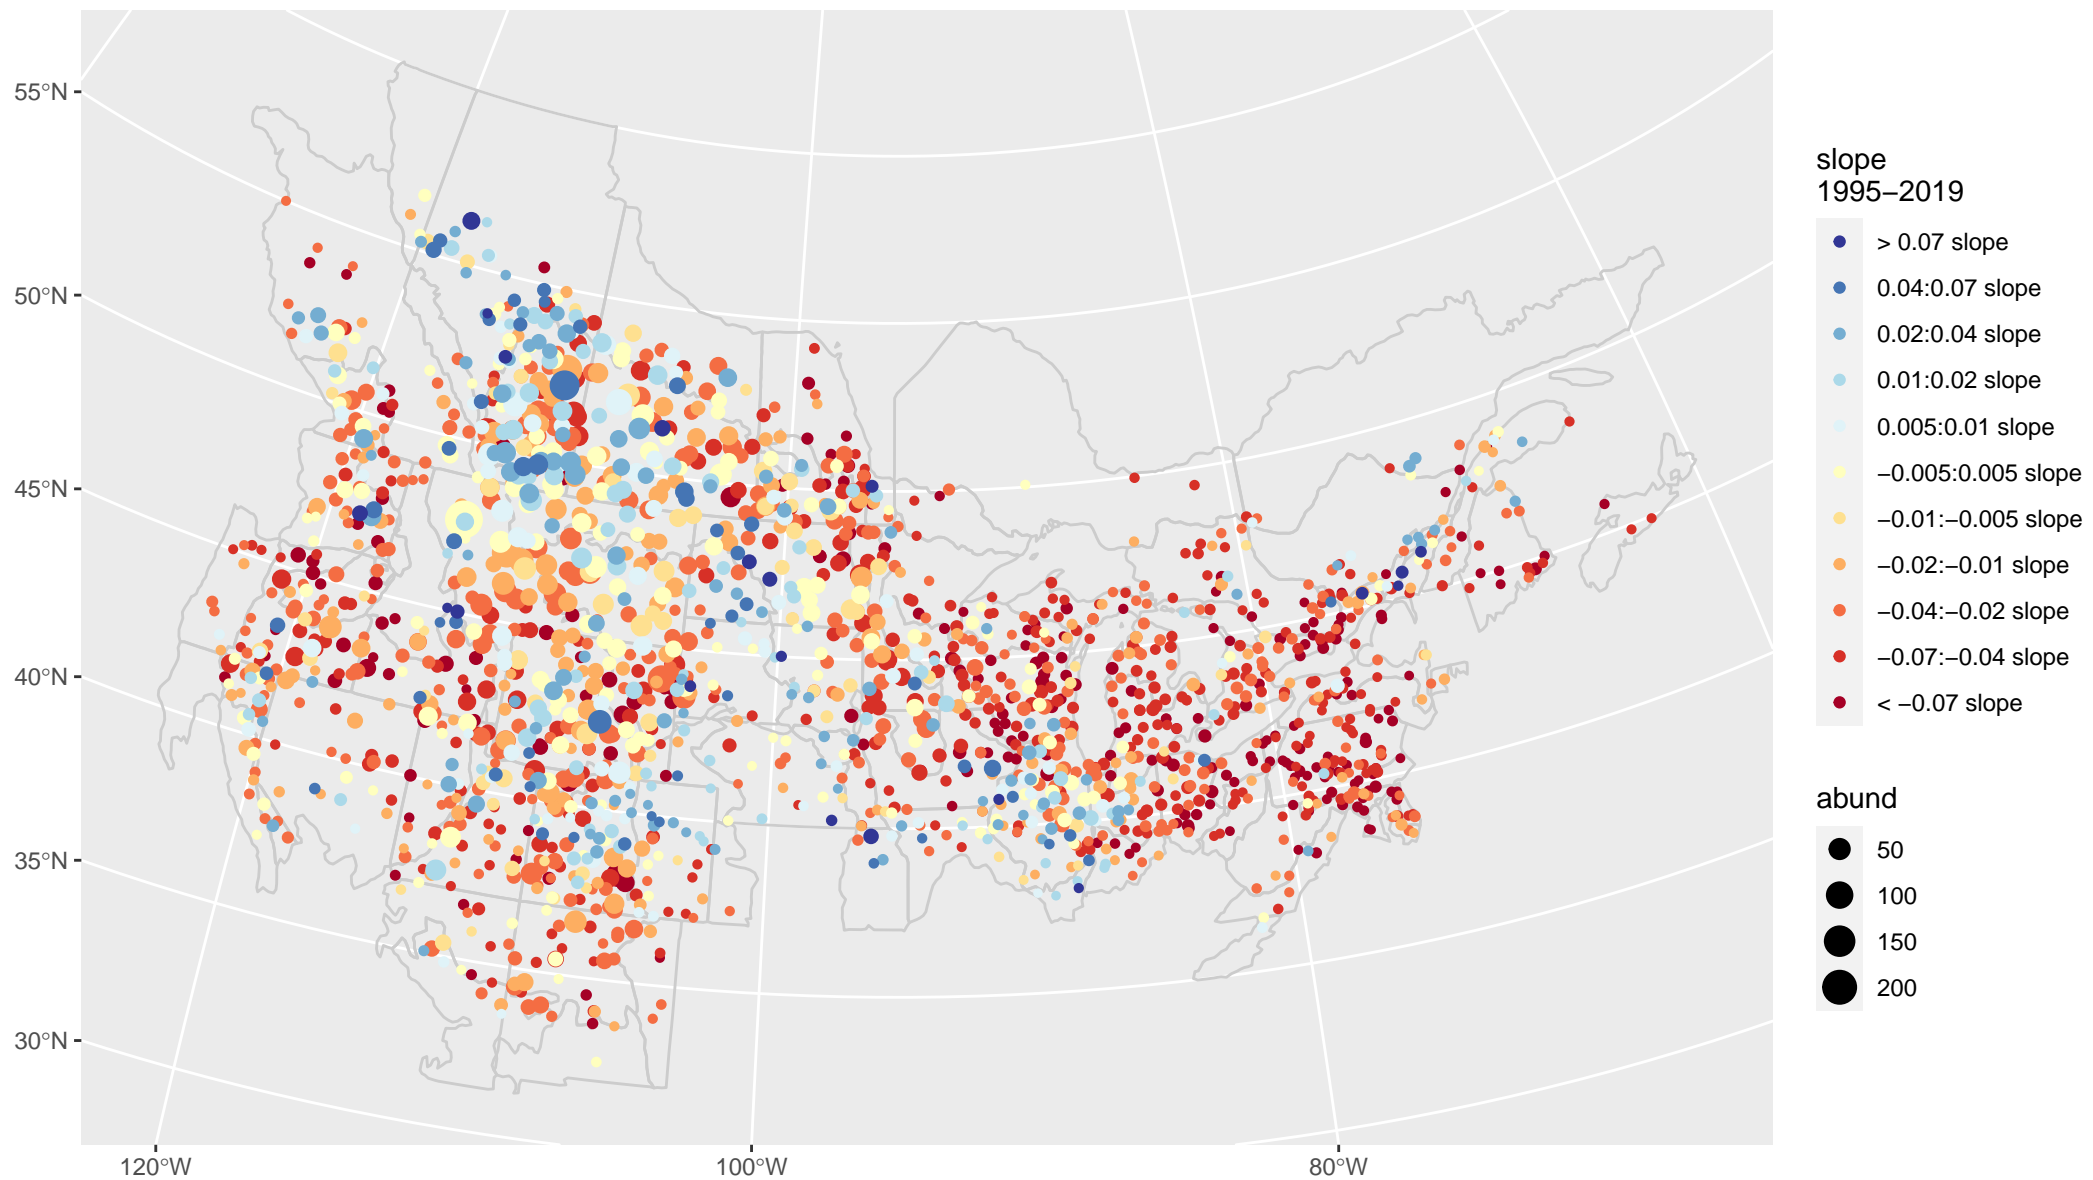 55°N
50°N
45°N
40°N
35°N
30°N
120°W
100°W
80°W
slope
1995−2019
> 0.07 slope
0.04:0.07 slope
0.02:0.04 slope
0.01:0.02 slope
0.005:0.01 slope
−0.005:0.005 slope
−0.01:−0.005 slope
−0.02:−0.01 slope
−0.04:−0.02 slope
−0.07:−0.04 slope
< −0.07 slope
abund
50
100
150
200